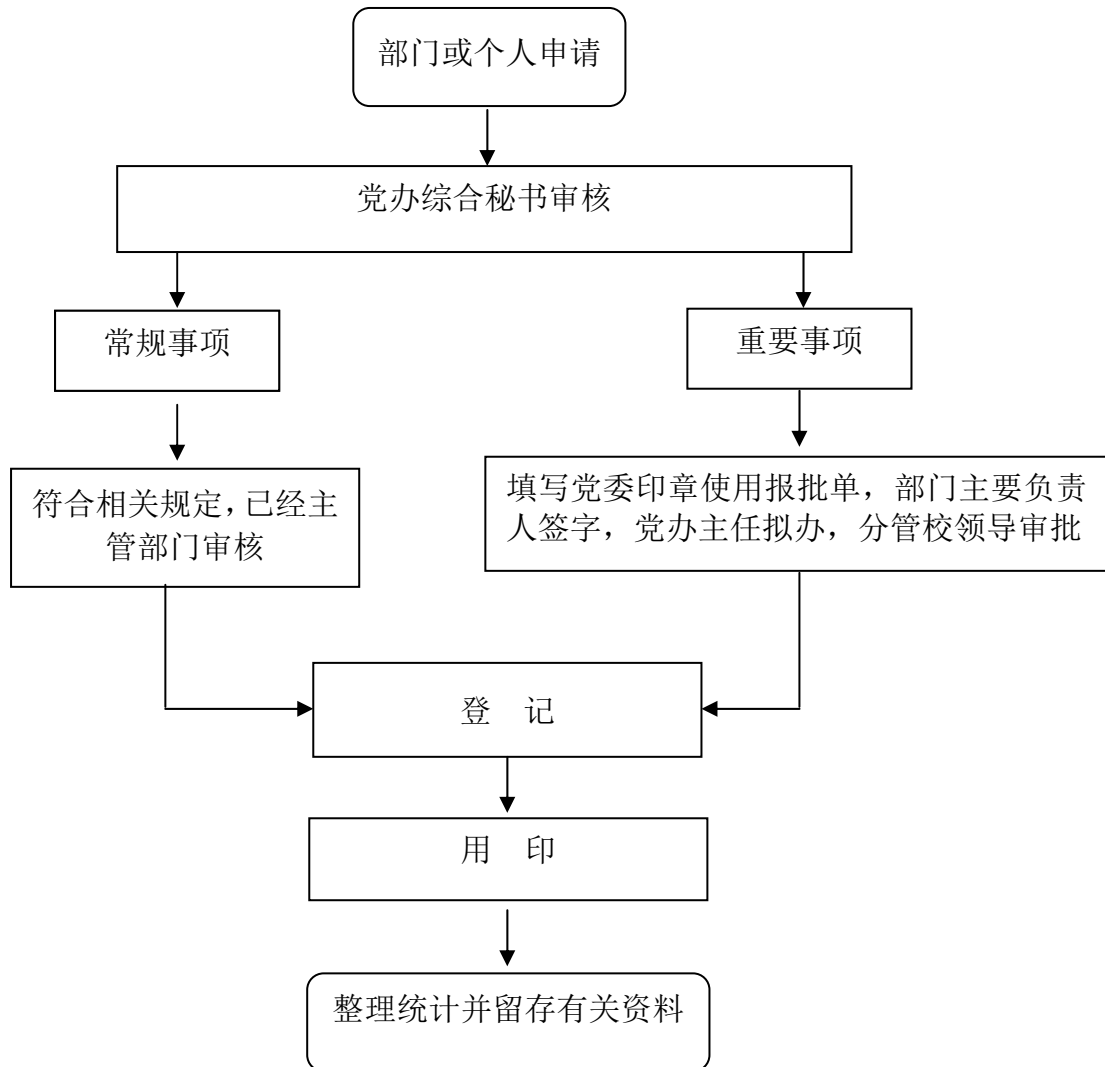 部门或个人申请
党办综合秘书审核
常规事项
重要事项
符合相关规定，已经主
管部门审核
填写党委印章使用报批单，部门主要负责
人签字，党办主任拟办，分管校领导审批
登 记
用 印
整理统计并留存有关资料